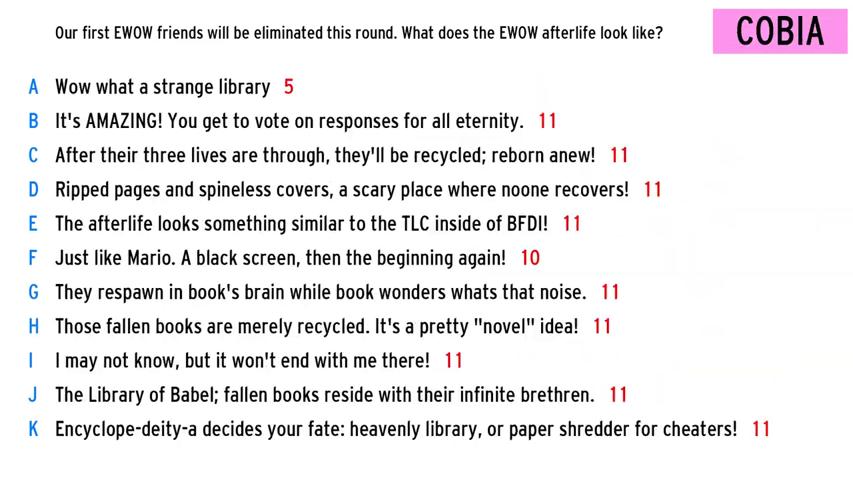 Our first EWOW friends will be eliminated this round. What does the EWOW afterlife look like?
COBIA
A Wow what a strange library 5
B It's AMAZING! You get to vote on responses for all eternity. 11
C After their three lives are through, they'll be recycled; reborn anew! 11
D Ripped pages and spineless covers, a scary place where noone recovers! 11
E The afterlife looks something similar to the TLC inside of BFDI! 11
F Just like Mario. A black screen, then the beginning again! 10
G They respawn in book's brain while book wonders whats that noise. 11
H Those fallen books are merely recycled. It's a pretty "novel" idea! 11
I I may not know, but it won't end with me there! 11
J The Library of Babel; fallen books reside with their infinite brethren. 11
K Encyclope-deity-a decides your fate: heavenly library, or paper shredder for cheaters! 11